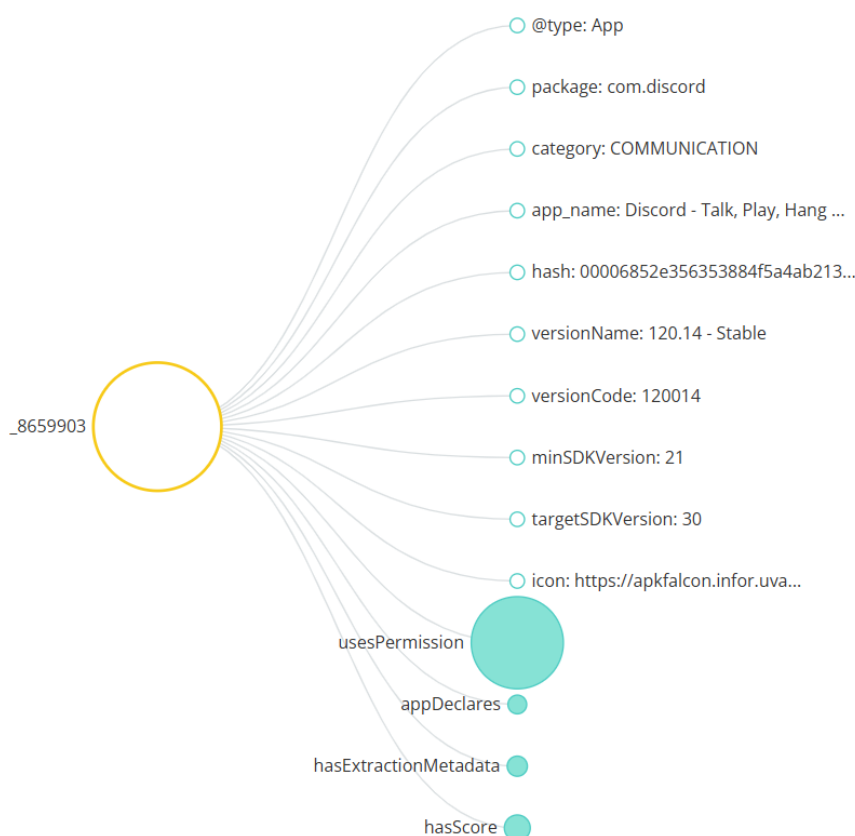 @type: App
package: com.discord
category: COMMUNICATION
app_name: Discord - Talk, Play, Hang ...
hash: 00006852e356353884f5a4ab213...
versionName: 120.14 - Stable
versionCode: 120014
_8659903
minSDKVersion: 21
targetSDKVersion: 30
icon: https://apkfalcon.infor.uva...
usesPermission
appDeclares
hasExtractionMetadata
hasScore